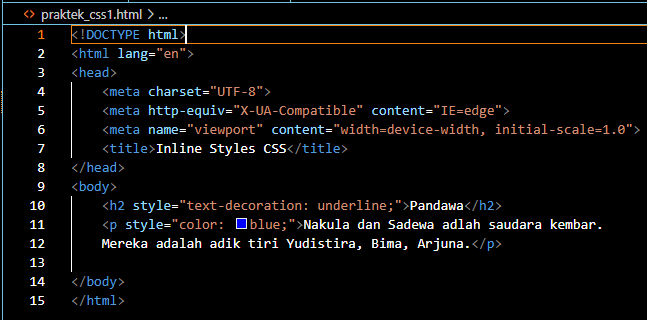 praktek_css1.html > ...
1 <!DOCTYPE html>
2 <html lang="en">
3 <head>
4 <meta charset="UTF-8">
5 <meta http-equiv="X-UA-Compatible" content="IE=edge">
6 <meta name="viewport" content="width=device-width, initial-scale=1.0">
7 <title>Inline Styles CSS</title>
8 </head>
9 <body>
10 <h2 style="text-decoration: underline;">Pandawa</h2>
11 <p style="color: blue;">Nakula dan Sadewa adlah saudara kembar.
12 Mereka adalah adik tiri Yudistira, Bima, Arjuna.</p>
13
14 </body>
15 </html>